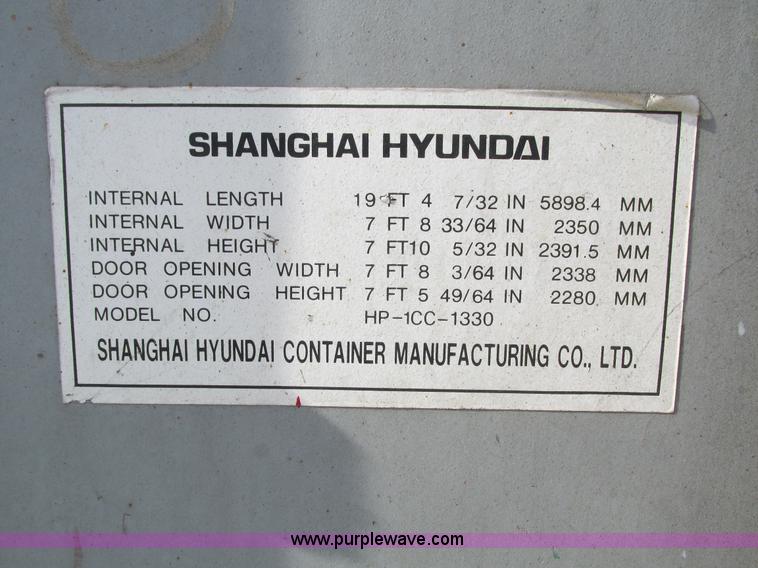 SHANGHAI HYUNDAI
INTERNAL LENGTH 19 FT 4 7/32 IN 5898.4 MM
INTERNAL WIDTH 7 FT 8 33/64 IN 2350 MM
INTERNAL HEIGHT 7 FT10 5/32 IN 2391.5 MM
DOOR OPENING WIDTH 7 FT 8 3/64 IN 2338 MM
DOOR OPENING HEIGHT 7 FT 5 49/64 IN 2280 MM
MODEL NO. HP-1CC-1330
SHANGHAI HYUNDAI CONTAINER MANUFACTURING CO., LTD.
www.purplewave.com